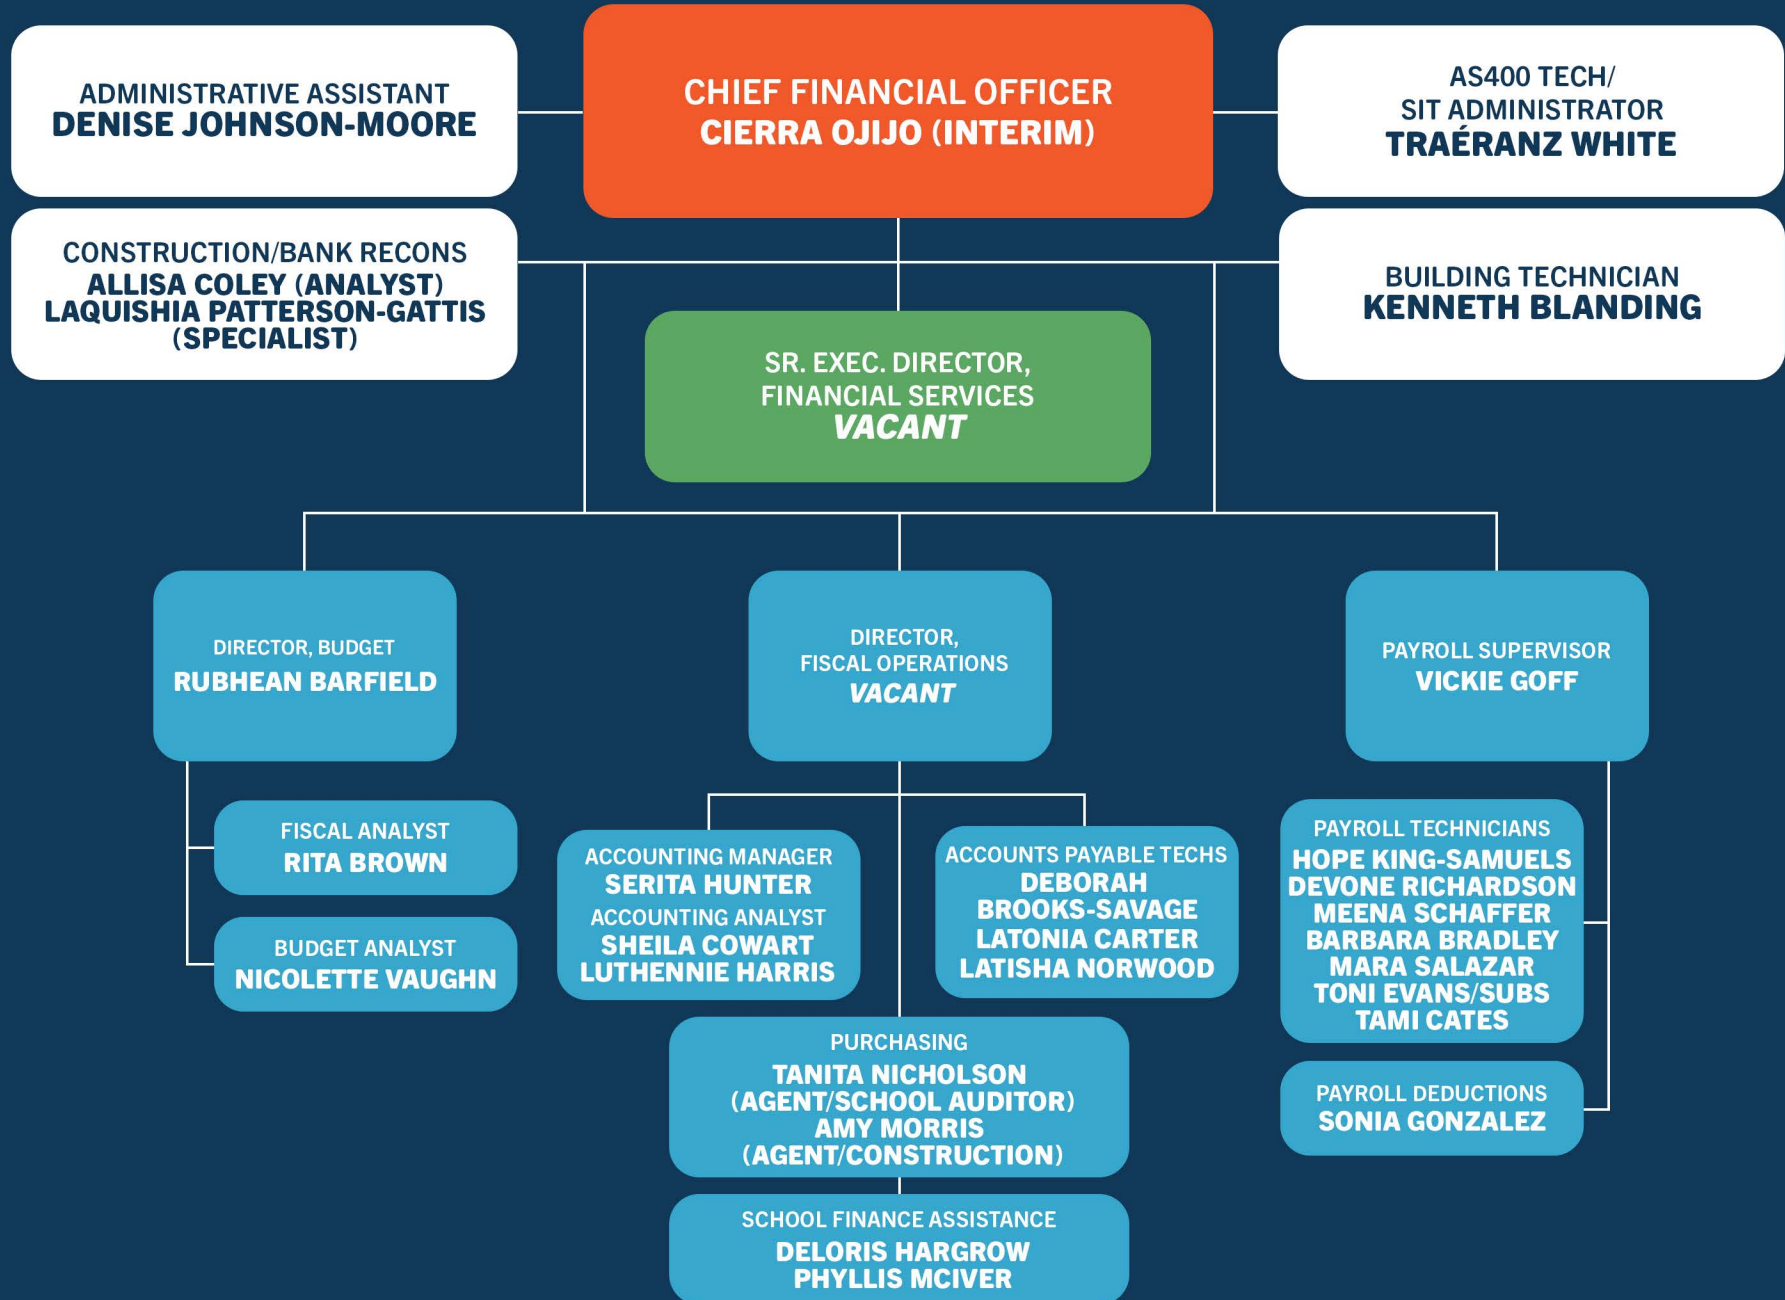 ADMINISTRATIVE ASSISTANT
DENISE JOHNSON-MOORE
CHIEF FINANCIAL OFFICER
CIERRA OJIJO (INTERIM)
AS400 TECH/
SIT ADMINISTRATOR
TRAÉRANZ WHITE
CONSTRUCTION/BANK RECONS
ALLISA COLEY (ANALYST)
LAQUISHIA PATTERSON-GATTIS
(SPECIALIST)
BUILDING TECHNICIAN
KENNETH BLANDING
SR. EXEC. DIRECTOR,
FINANCIAL SERVICES
VACANT
DIRECTOR, BUDGET
RUBHEAN BARFIELD
DIRECTOR,
FISCAL OPERATIONS
VACANT
PAYROLL SUPERVISOR
VICKIE GOFF
FISCAL ANALYST
RITA BROWN
BUDGET ANALYST
NICOLETTE VAUGHN
ACCOUNTING MANAGER
SERITA HUNTER
ACCOUNTING ANALYST
SHEILA COWART
LUTHENNIE HARRIS
ACCOUNTS PAYABLE TECHS
DEBORAH
BROOKS-SAVAGE
LATONIA CARTER
LATISHA NORWOOD
PURCHASING
TANITA NICHOLSON
(AGENT/SCHOOL AUDITOR)
AMY MORRIS
(AGENT/CONSTRUCTION)
SCHOOL FINANCE ASSISTANCE
DELORIS HARGROW
PHYLLIS MCIVER
PAYROLL TECHNICIANS
HOPE KING-SAMUELS
DEVONE RICHARDSON
MEENA SCHAFFER
BARBARA BRADLEY
MARA SALAZAR
TONI EVANS/SUBS
TAMI CATES
PAYROLL DEDUCTIONS
SONIA GONZALEZ